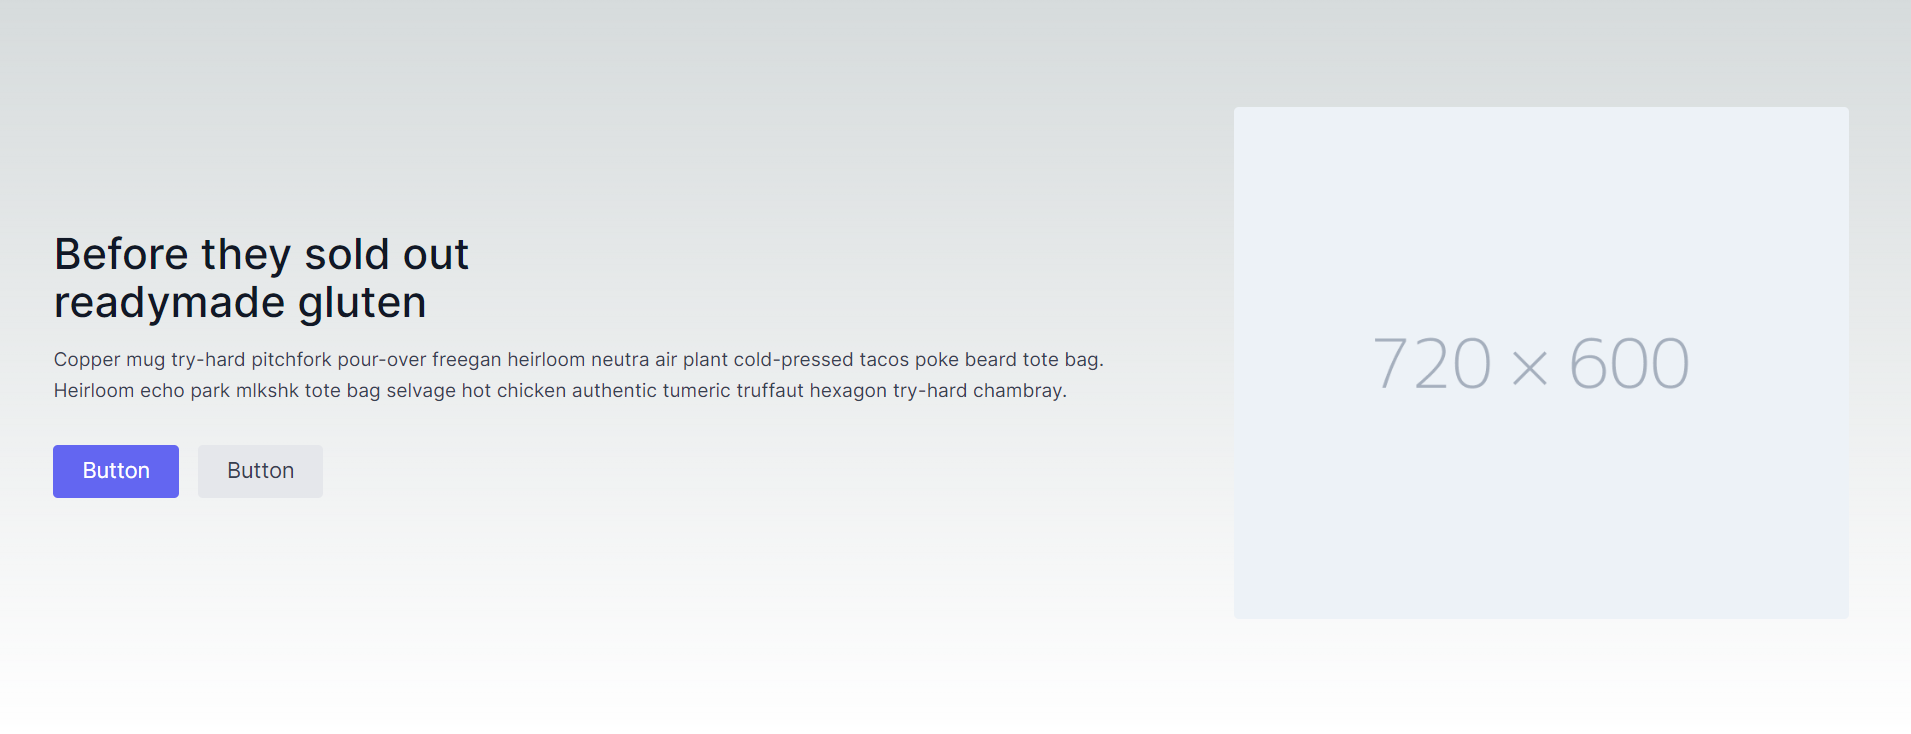 Before they sold out
readymade gluten
Copper mug try-hard pitchfork pour-over freegan heirloom neutra air plant cold-pressed tacos poke beard tote bag.
Heirloom echo park mlkshk tote bag selvage hot chicken authentic tumeric truffaut hexagon try-hard chambray.
Button Button
720 × 600